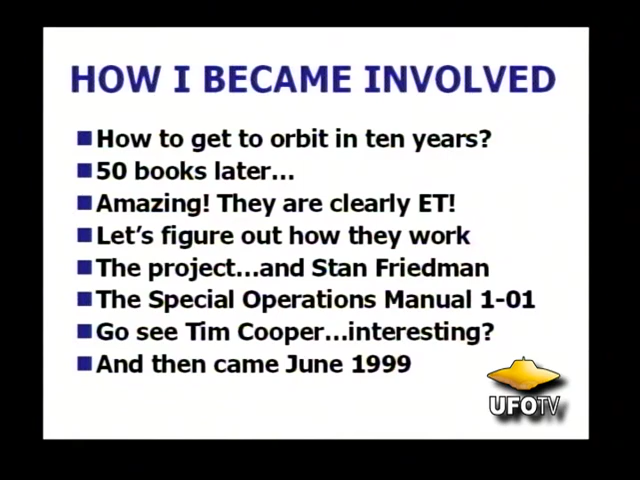 HOW I BECAME INVOLVED
How to get to orbit in ten years?
50 books later...
Amazing! They are clearly ET!
Let's figure out how they work
The project...and Stan Friedman
The Special Operations Manual 1-01
Go see Tim Cooper...interesting?
And then came June 1999
UFOTV